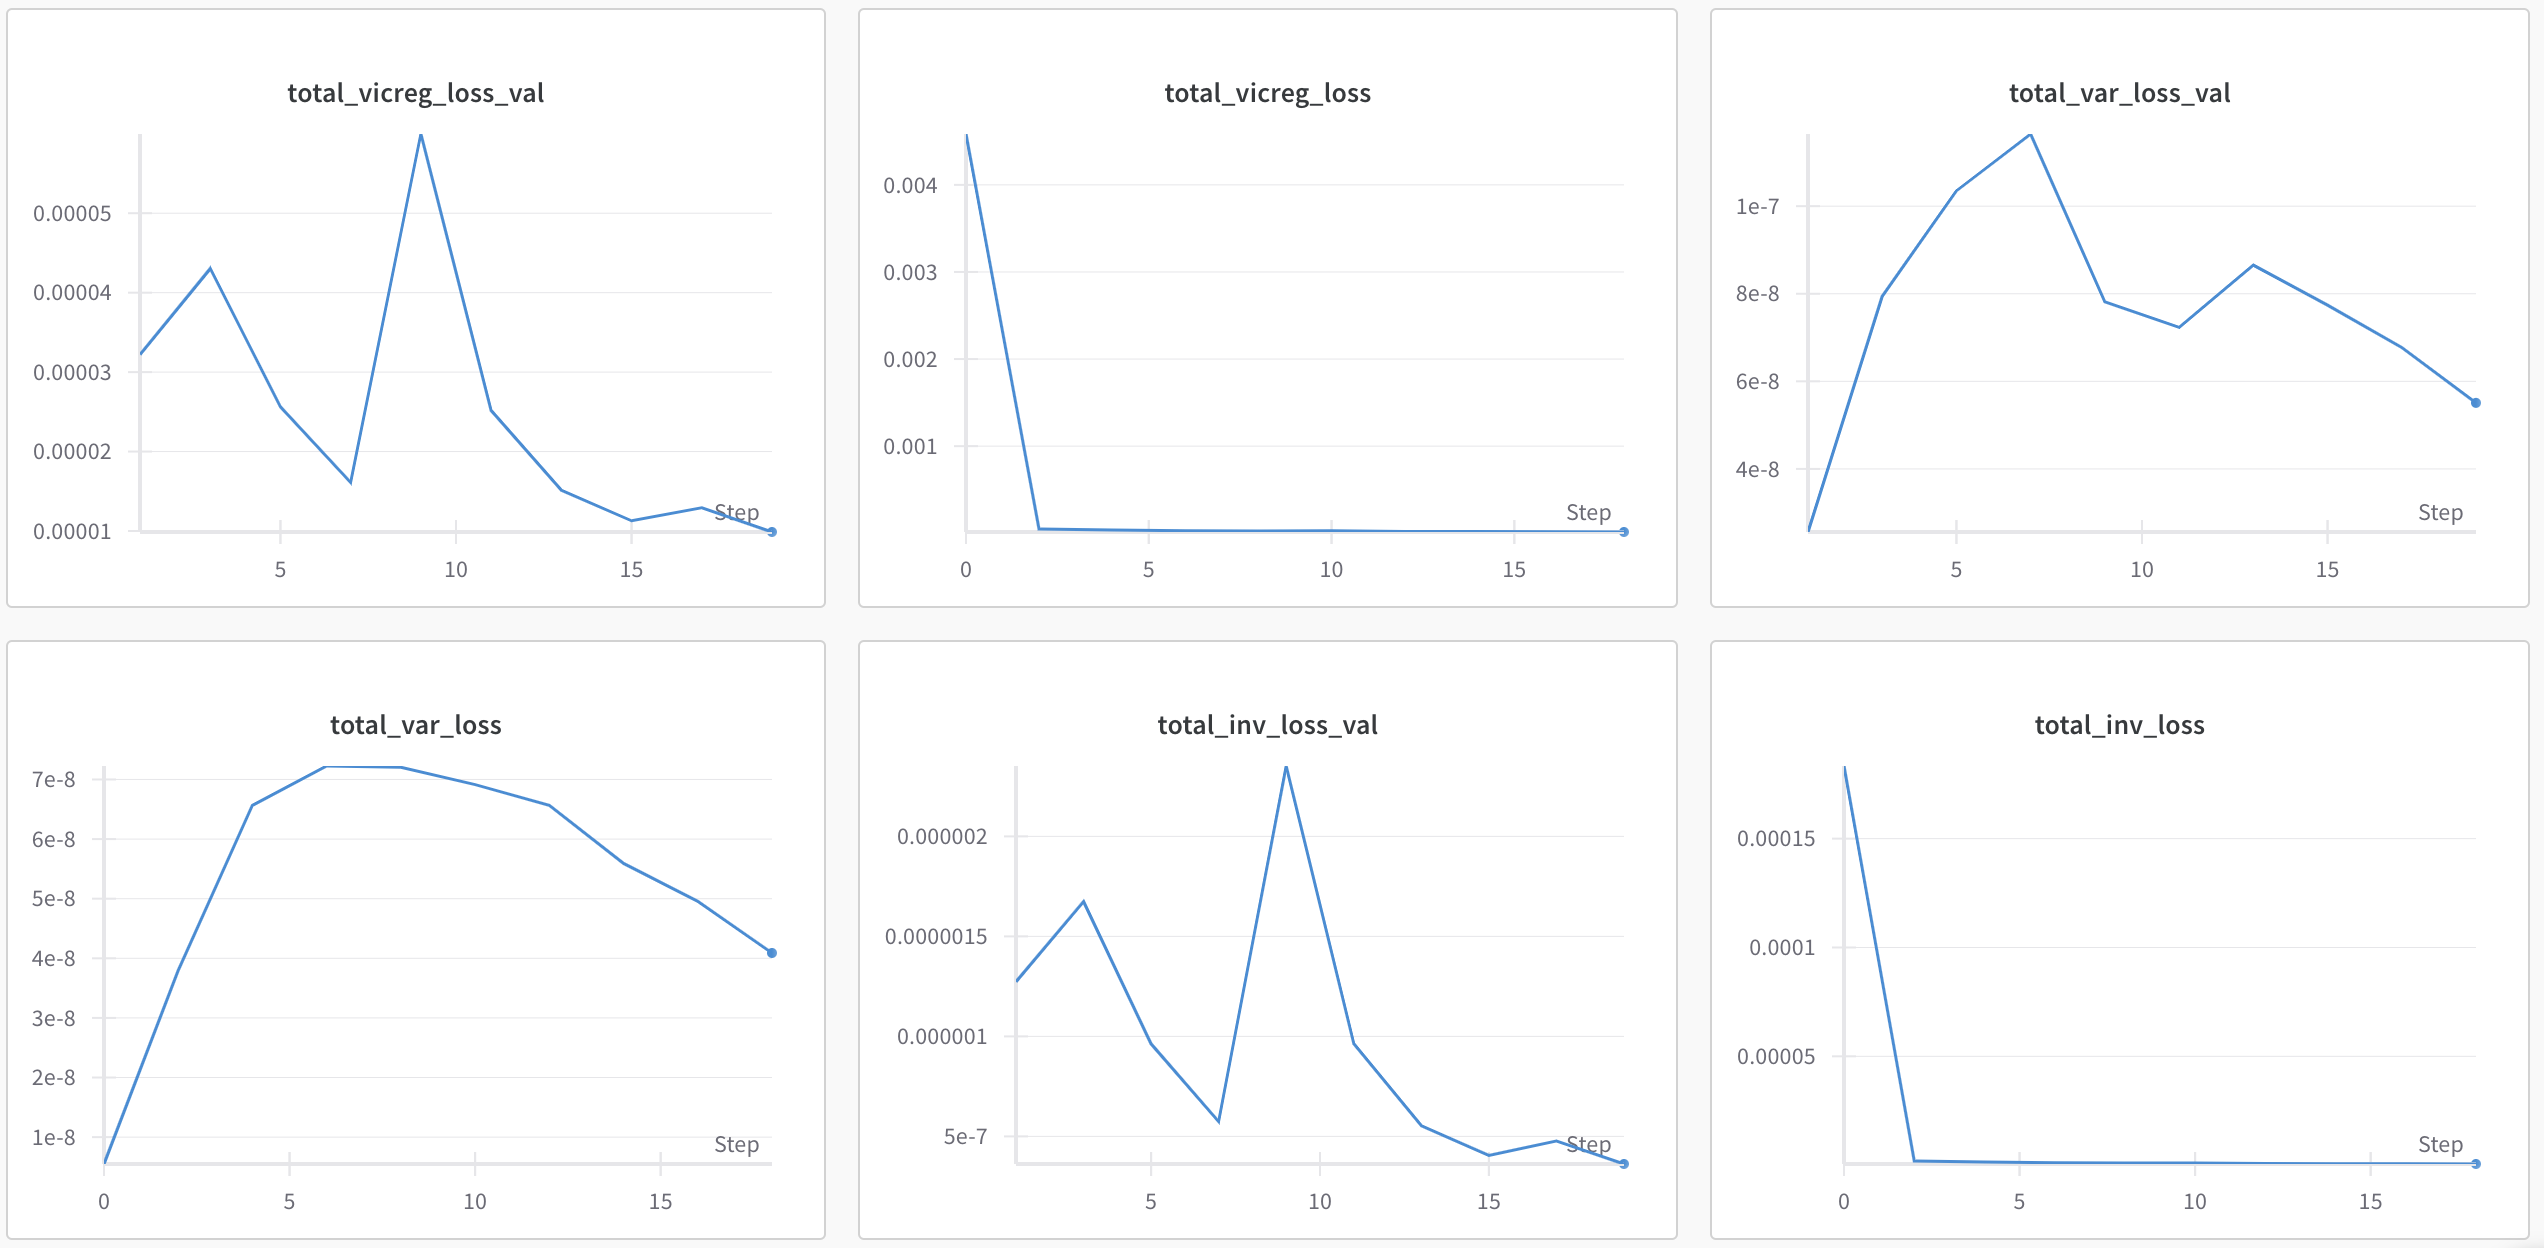 total_vicreg_loss_val
0.00005
0.00004
0.00003
0.00002
0.00001
Step
5 10 15
total_vicreg_loss
0.004
0.003
0.002
0.001
Step
0 5 10 15
total_var_loss_val
1e-7
8e-8
6e-8
4e-8
Step
5 10 15
total_var_loss
7e-8
6e-8
5e-8
4e-8
3e-8
2e-8
1e-8
Step
0 5 10 15
total_inv_loss_val
0.000002
0.0000015
0.000001
5e-7
Step
5 10 15
total_inv_loss
0.00015
0.0001
0.00005
Step
0 5 10 15